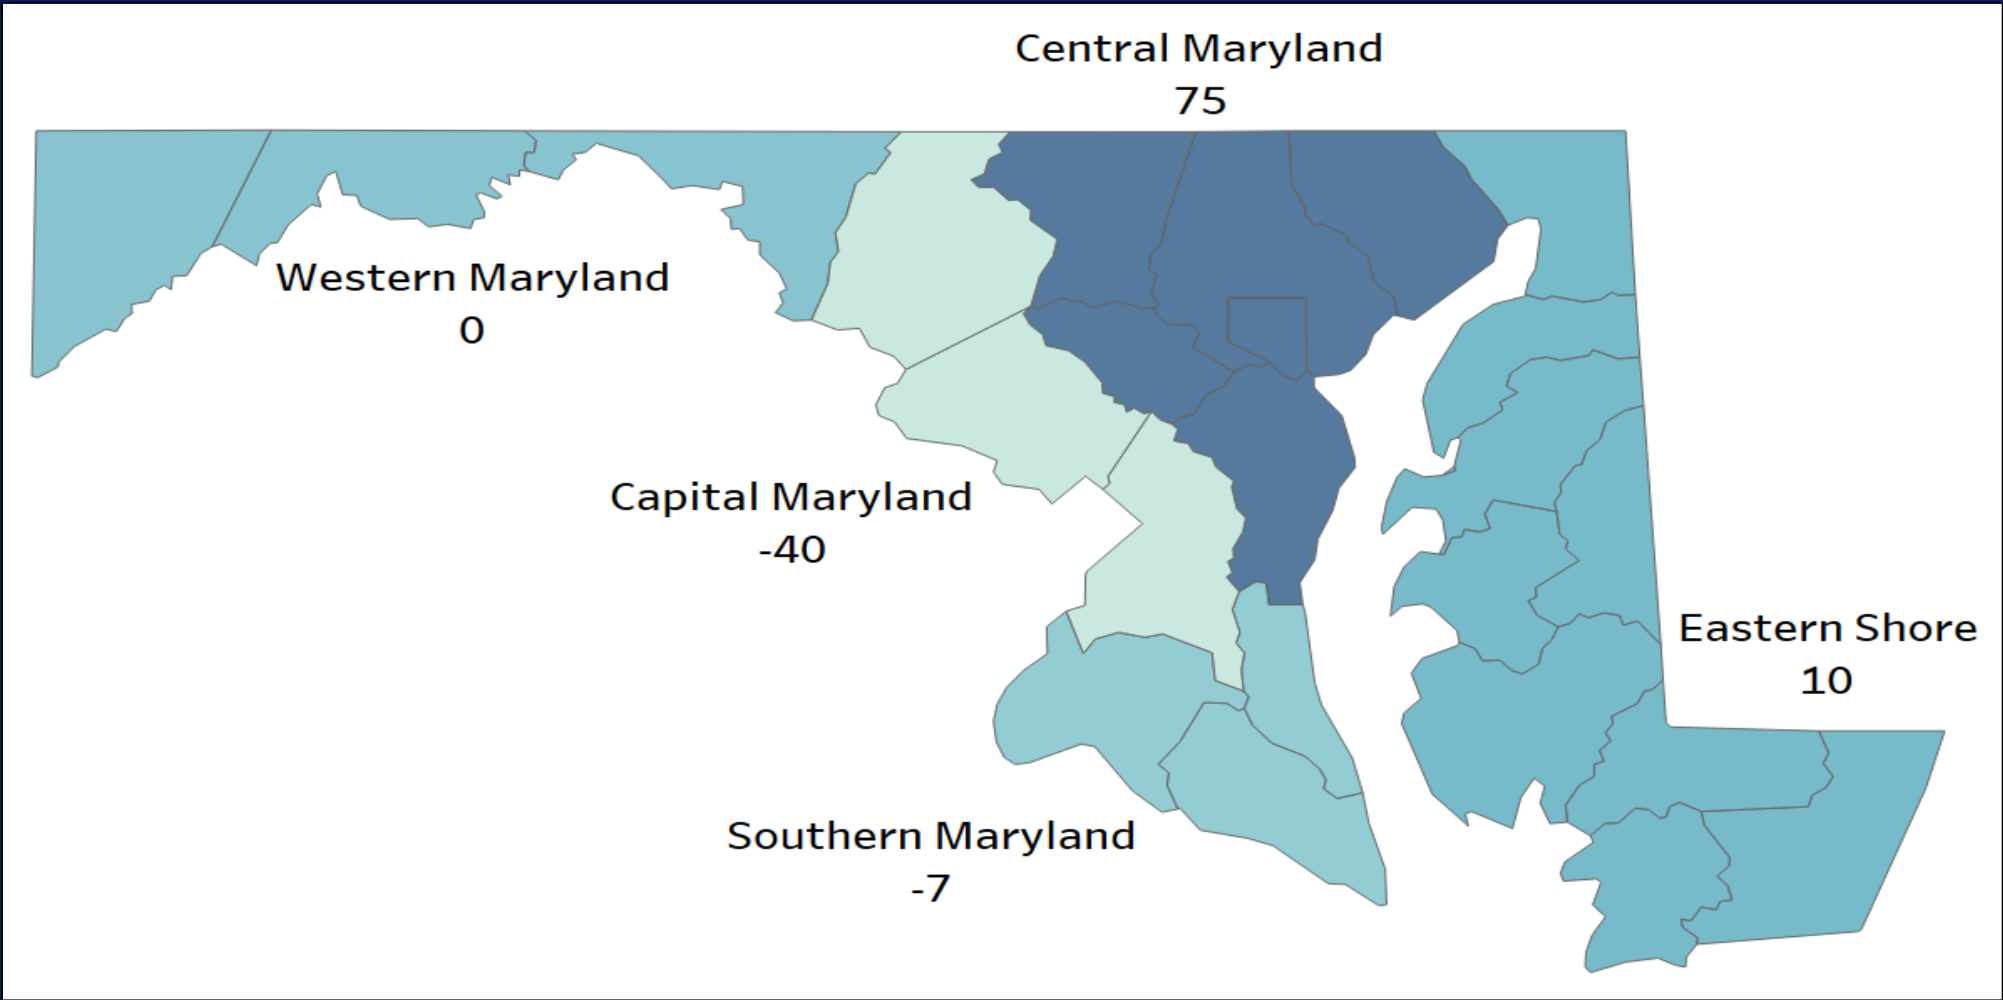 Central Maryland
75
Western Maryland
0
Capital Maryland
-40
Eastern Shore
10
Southern Maryland
-7